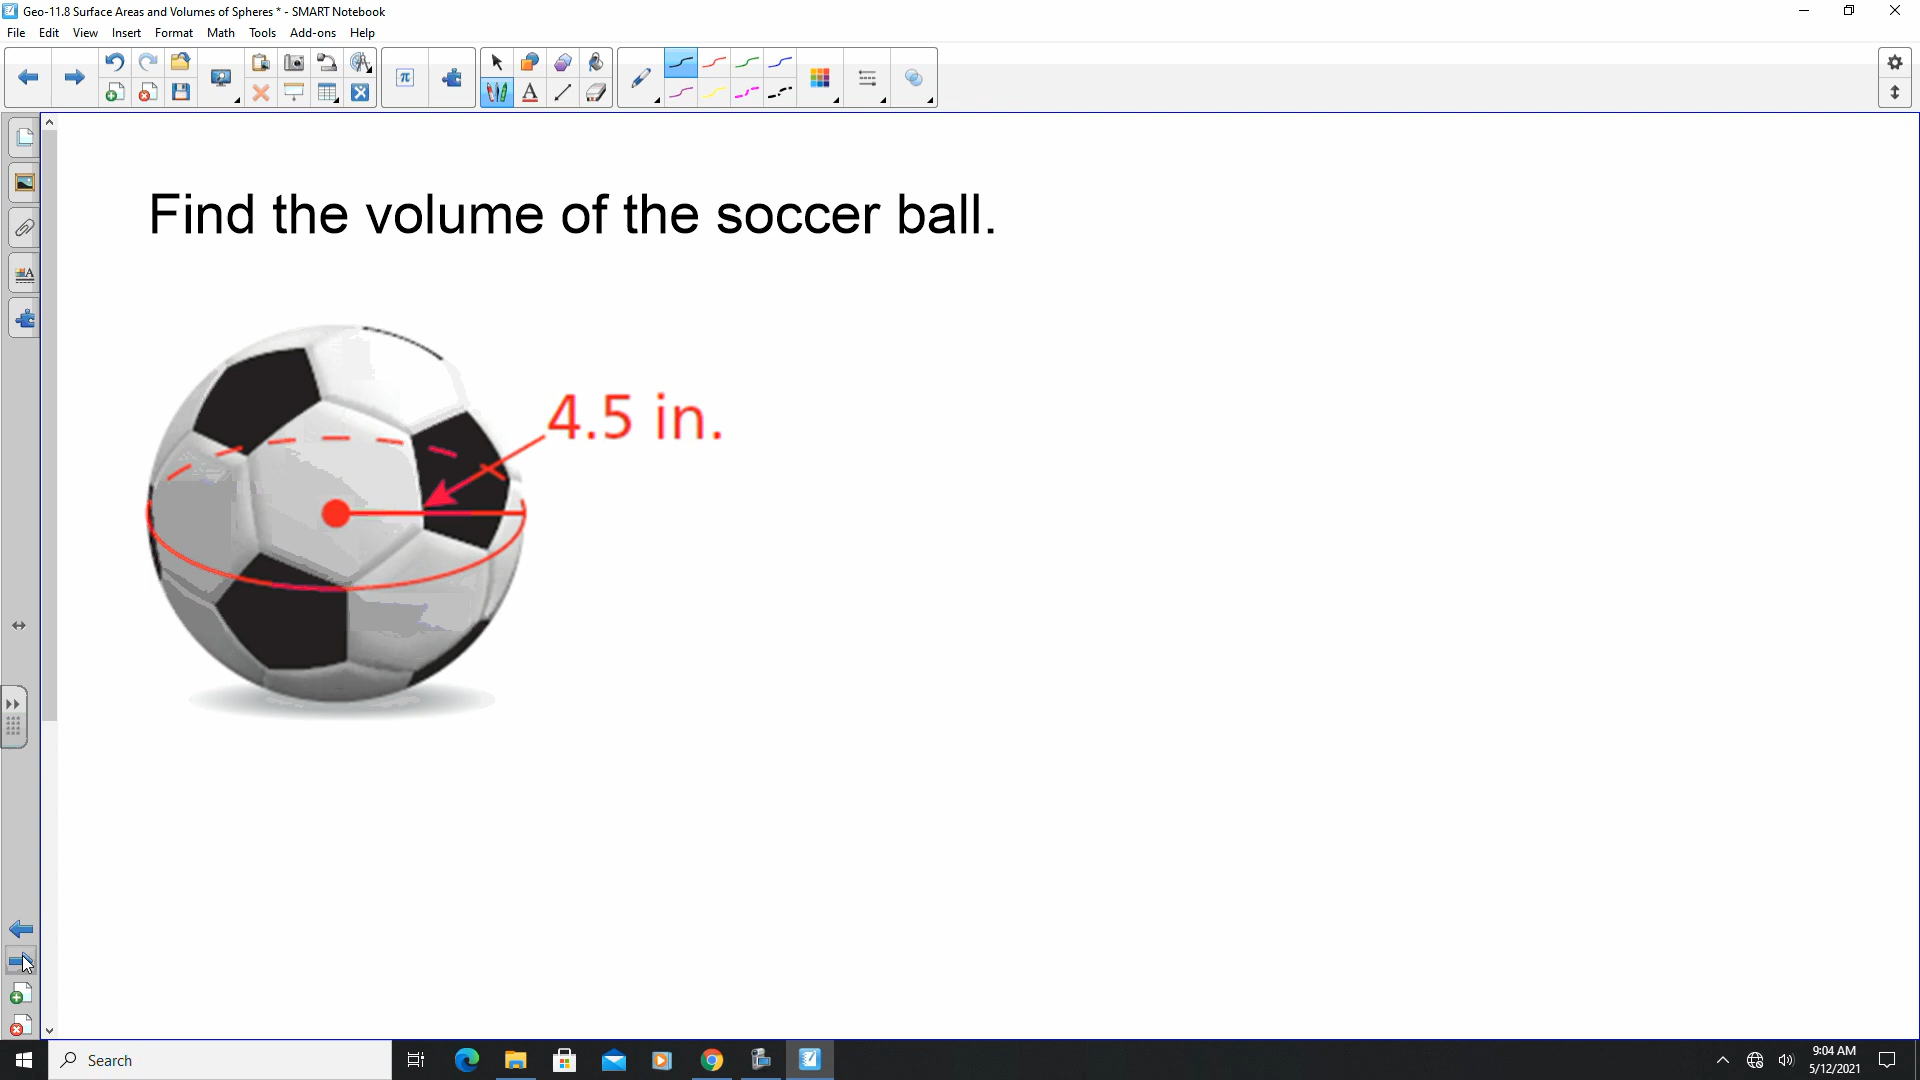 Geo-11.8 Surface Areas and Volumes of Spheres * - SMART Notebook
File Edit View Insert Format Math Tools Add-ons Help
Find the volume of the soccer ball.
4.5 in.
Search
9:04 AM
5/12/2021